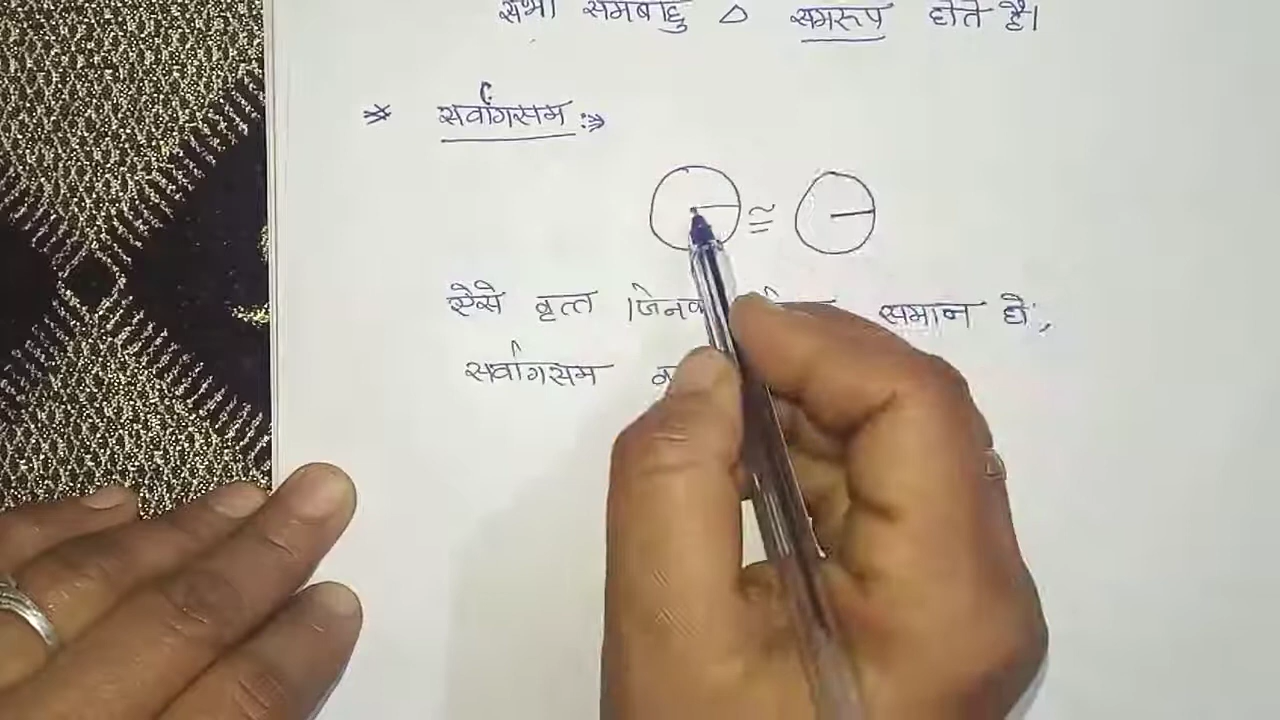 सभी समबाहु △ समरूप होते है।
* सर्वांगसम :⇒
≅
ऐसे वृत्त समान हो,
सर्वांगसम